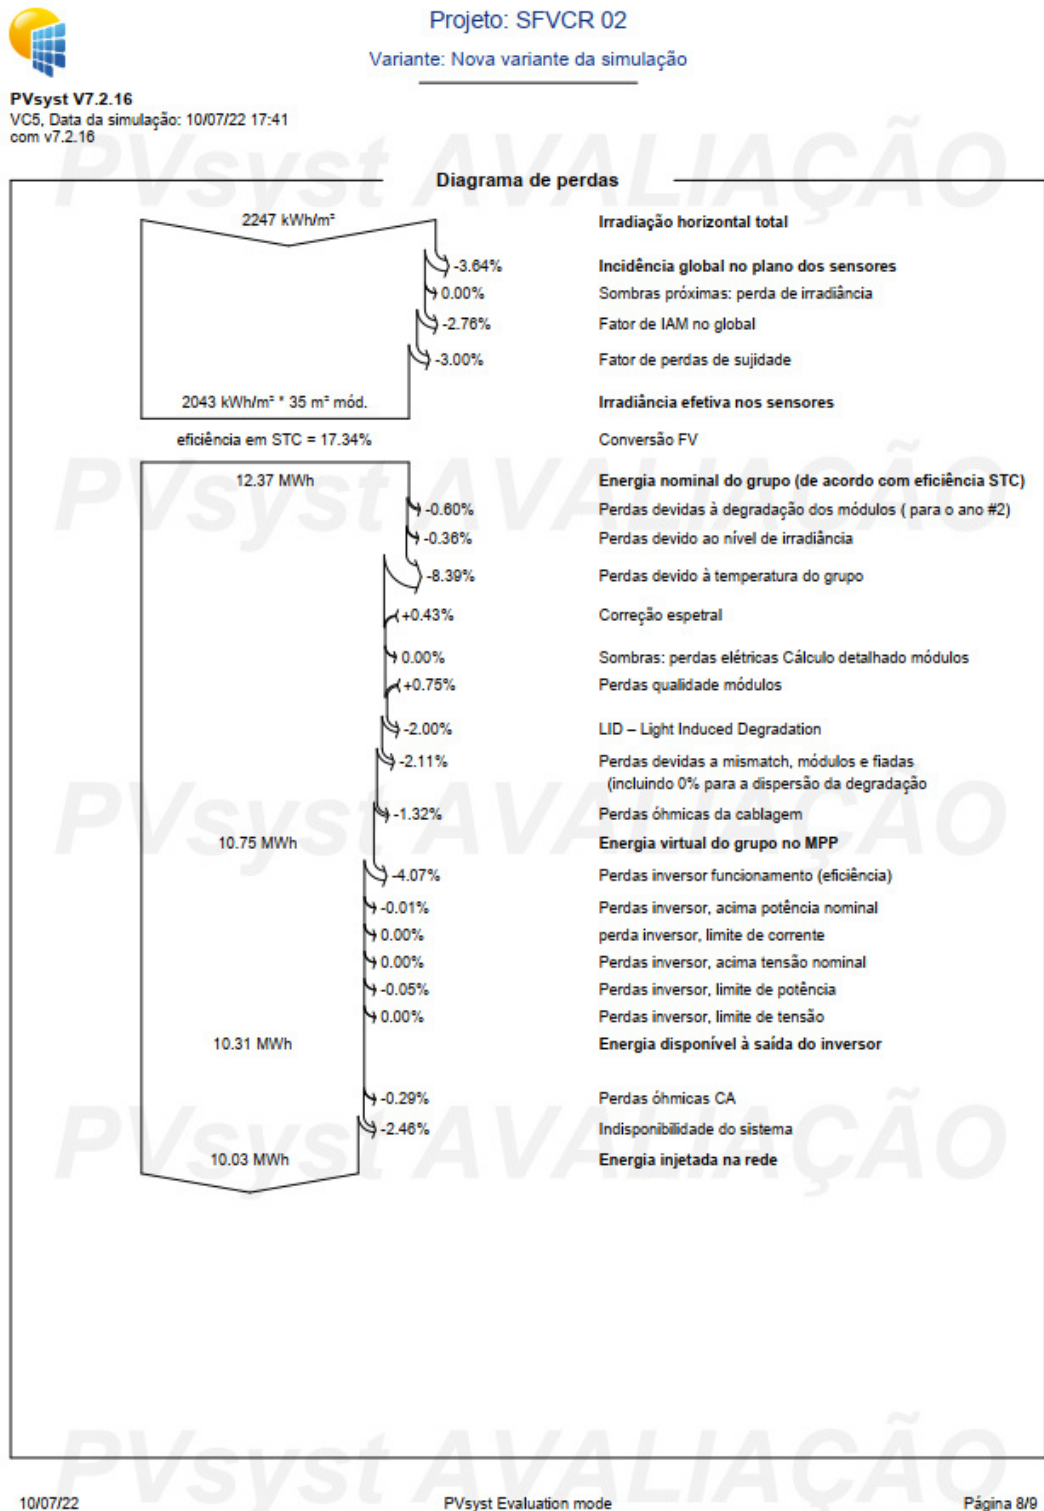 Projeto: SFVCR 02
Variante: Nova variante da simulação
PVsyst V7.2.16
VC5, Data da simulação: 10/07/22 17:41
com v7.2.16
PVsyst AVALIAÇÃO
Diagrama de perdas
2247 kWh/m² Irradiação horizontal total
-3.64% Incidência global no plano dos sensores
0.00% Sombras próximas: perda de irradiância
-2.76% Fator de IAM no global
-3.00% Fator de perdas de sujidade
2043 kWh/m² * 35 m² mód. Irradiância efetiva nos sensores
eficiência em STC = 17.34% Conversão FV
PVsyst AVALIAÇÃO
12.37 MWh Energia nominal do grupo (de acordo com eficiência STC)
-0.60% Perdas devidas à degradação dos módulos ( para o ano #2)
-0.36% Perdas devido ao nível de irradiância
-8.39% Perdas devido à temperatura do grupo
+0.43% Correção espetral
0.00% Sombras: perdas elétricas Cálculo detalhado módulos
+0.75% Perdas qualidade módulos
-2.00% LID – Light Induced Degradation
-2.11% Perdas devidas a mismatch, módulos e fiadas
(incluindo 0% para a dispersão da degradação
PVsyst AVALIAÇÃO
-1.32% Perdas óhmicas da cablagem
10.75 MWh Energia virtual do grupo no MPP
-4.07% Perdas inversor funcionamento (eficiência)
-0.01% Perdas inversor, acima potência nominal
0.00% perda inversor, limite de corrente
0.00% Perdas inversor, acima tensão nominal
-0.05% Perdas inversor, limite de potência
0.00% Perdas inversor, limite de tensão
10.31 MWh Energia disponível à saída do inversor
-0.29% Perdas óhmicas CA
PVsyst AVALIAÇÃO
-2.46% Indisponibilidade do sistema
10.03 MWh Energia injetada na rede
PVsyst AVALIAÇÃO
10/07/22 PVsyst Evaluation mode Página 8/9